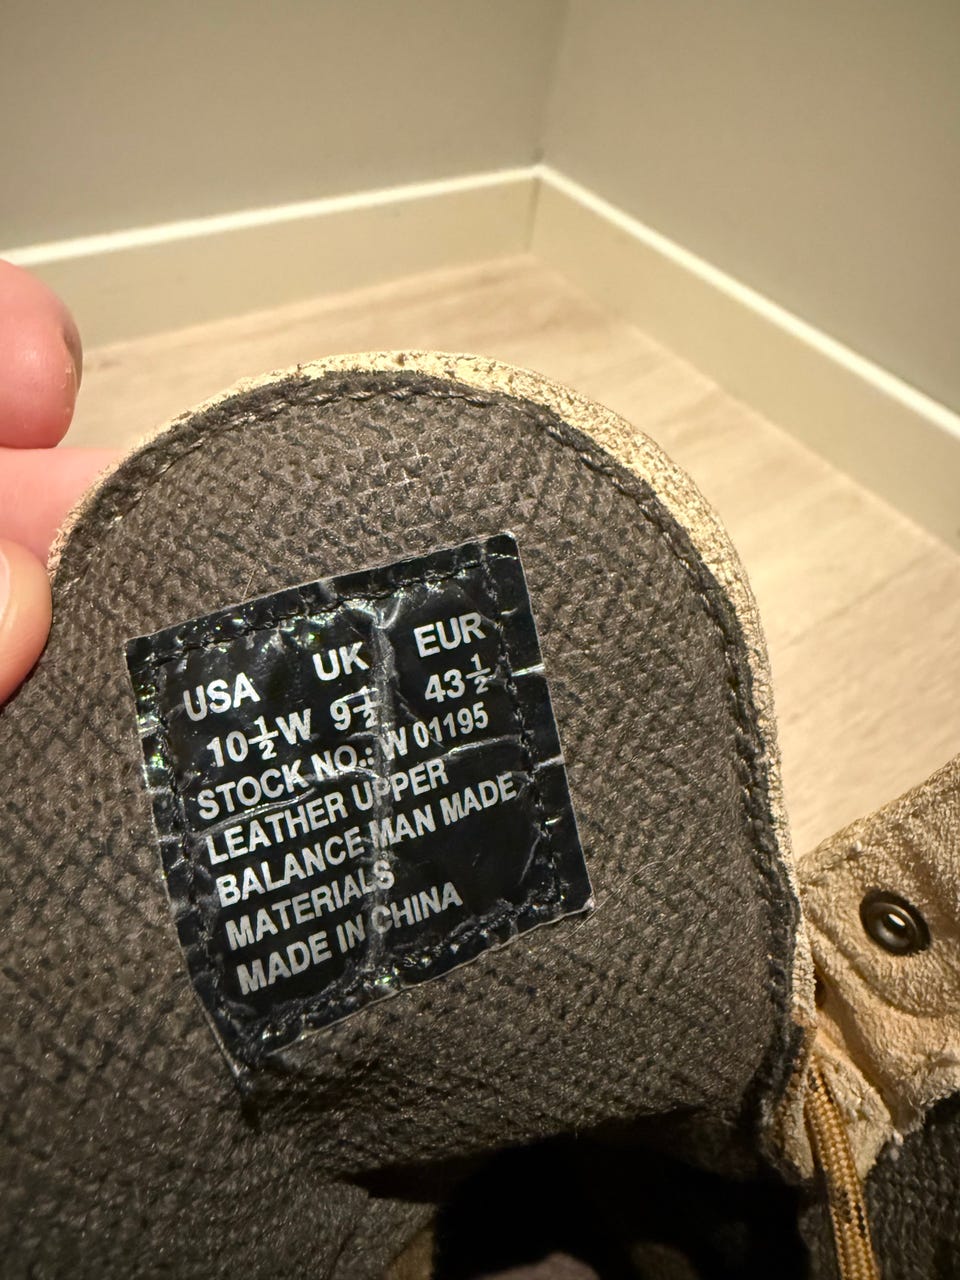 USA UK EUR
10½W 9½ 43½
STOCK NO.: W 01195
LEATHER UPPER
BALANCE MAN MADE
MATERIALS
MADE IN CHINA